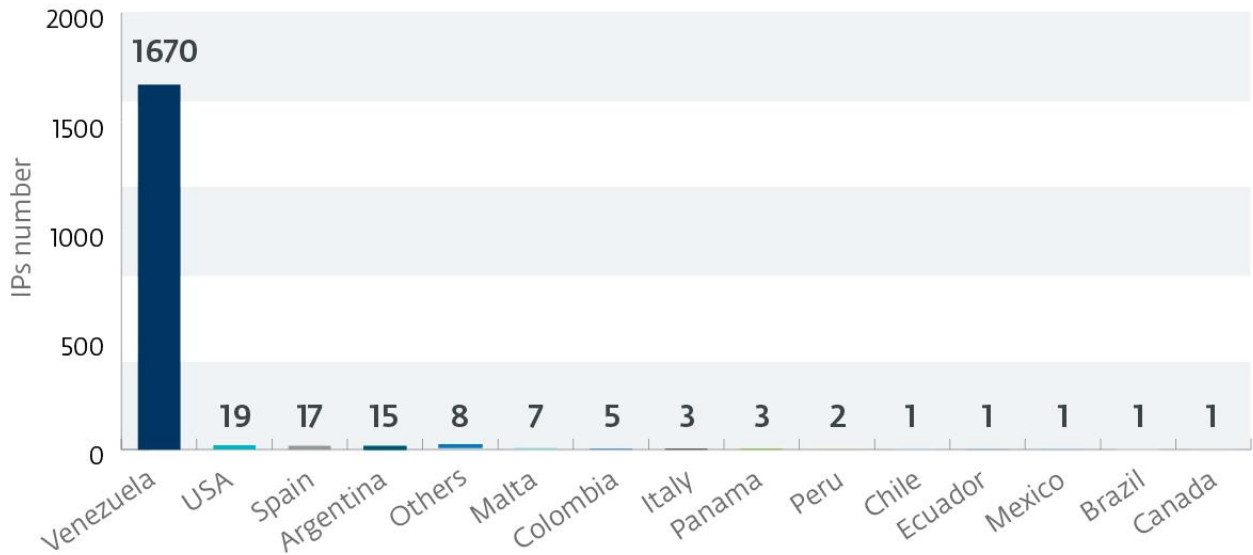 2000
1670
1500
IPs number
1000
500
19 17 15 8 7 5 3 3 2 1 1 1 1 1
0
Venezuela USA Spain Argentina Others Malta Colombia Italy Panama Peru Chile Ecuador Mexico Brazil Canada